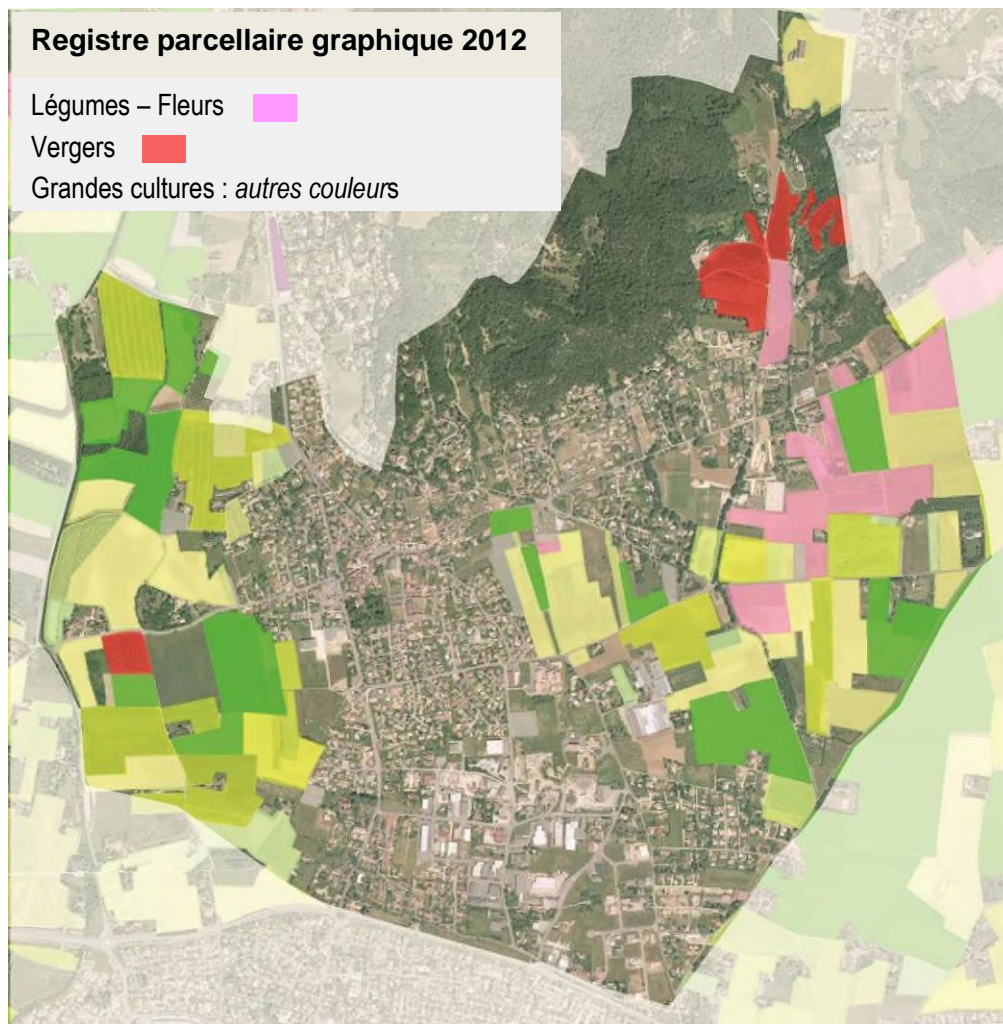 Registre parcellaire graphique 2012
Légumes – Fleurs
Vergers
Grandes cultures : autres couleurs